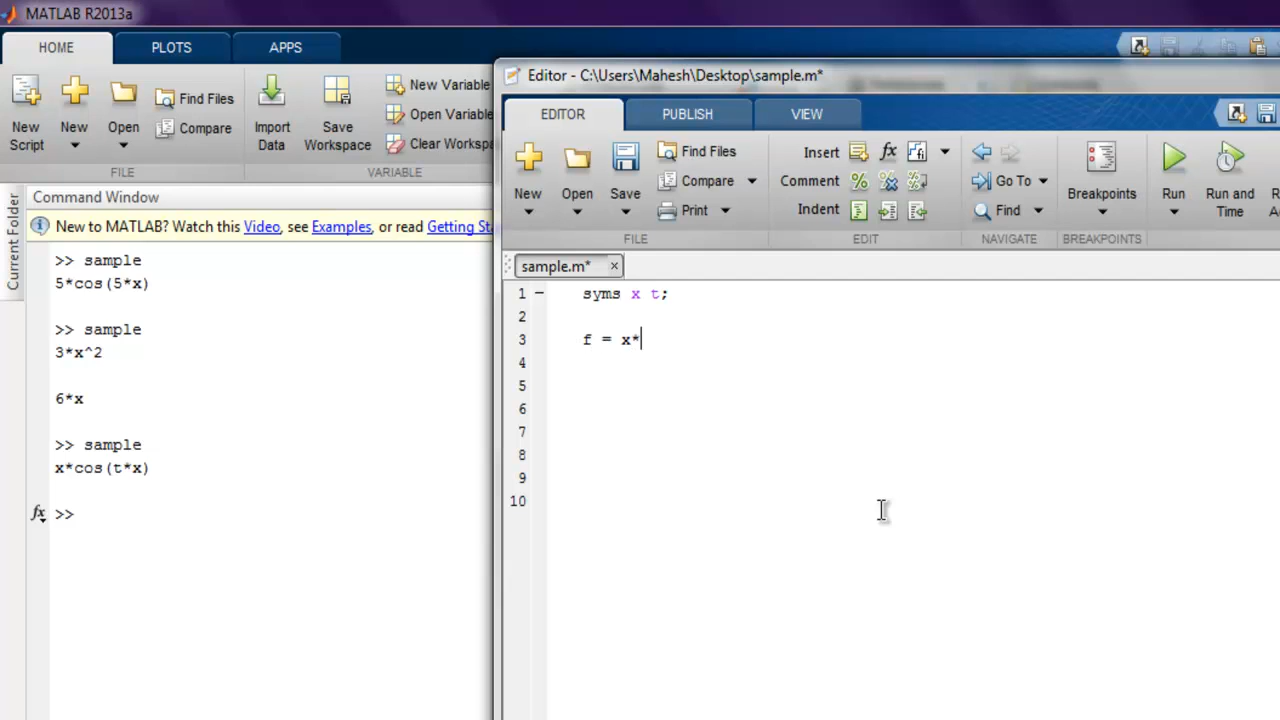 MATLAB R2013a
HOME PLOTS APPS
New Script
New
Open
Find Files
Compare
Import Data
Save Workspace
New Variable
Open Variable
Clear Workspa
FILE VARIABLE
Current Folder
Command Window
New to MATLAB? Watch this Video, see Examples, or read Getting St
>> sample
5*cos(5*x)
>> sample
3*x^2
6*x
>> sample
x*cos(t*x)
fx >>
Editor - C:\Users\Mahesh\Desktop\sample.m*
EDITOR PUBLISH VIEW
New
Open
Save
Find Files
Compare
Print
Insert fx
Comment
Indent
Go To
Find
Breakpoints
Run
Run and Time
FILE EDIT NAVIGATE BREAKPOINTS
sample.m*
1 syms x t;
2
3 f = x*
4
5
6
7
8
9
10